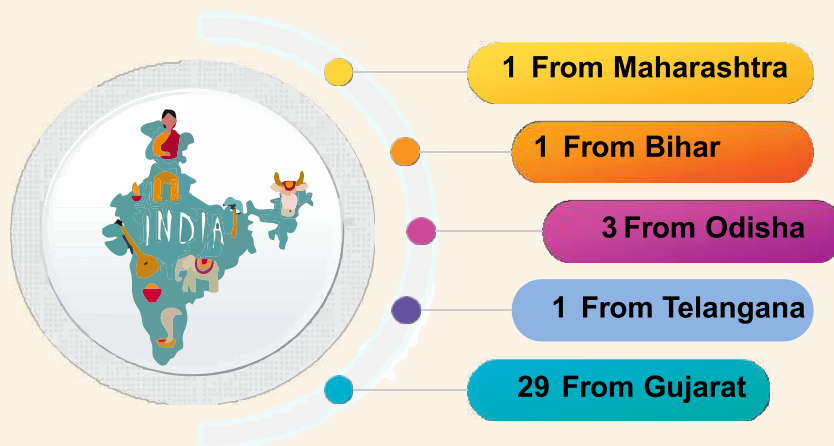 1 From Maharashtra
1 From Bihar
INDIA
3 From Odisha
1 From Telangana
29 From Gujarat